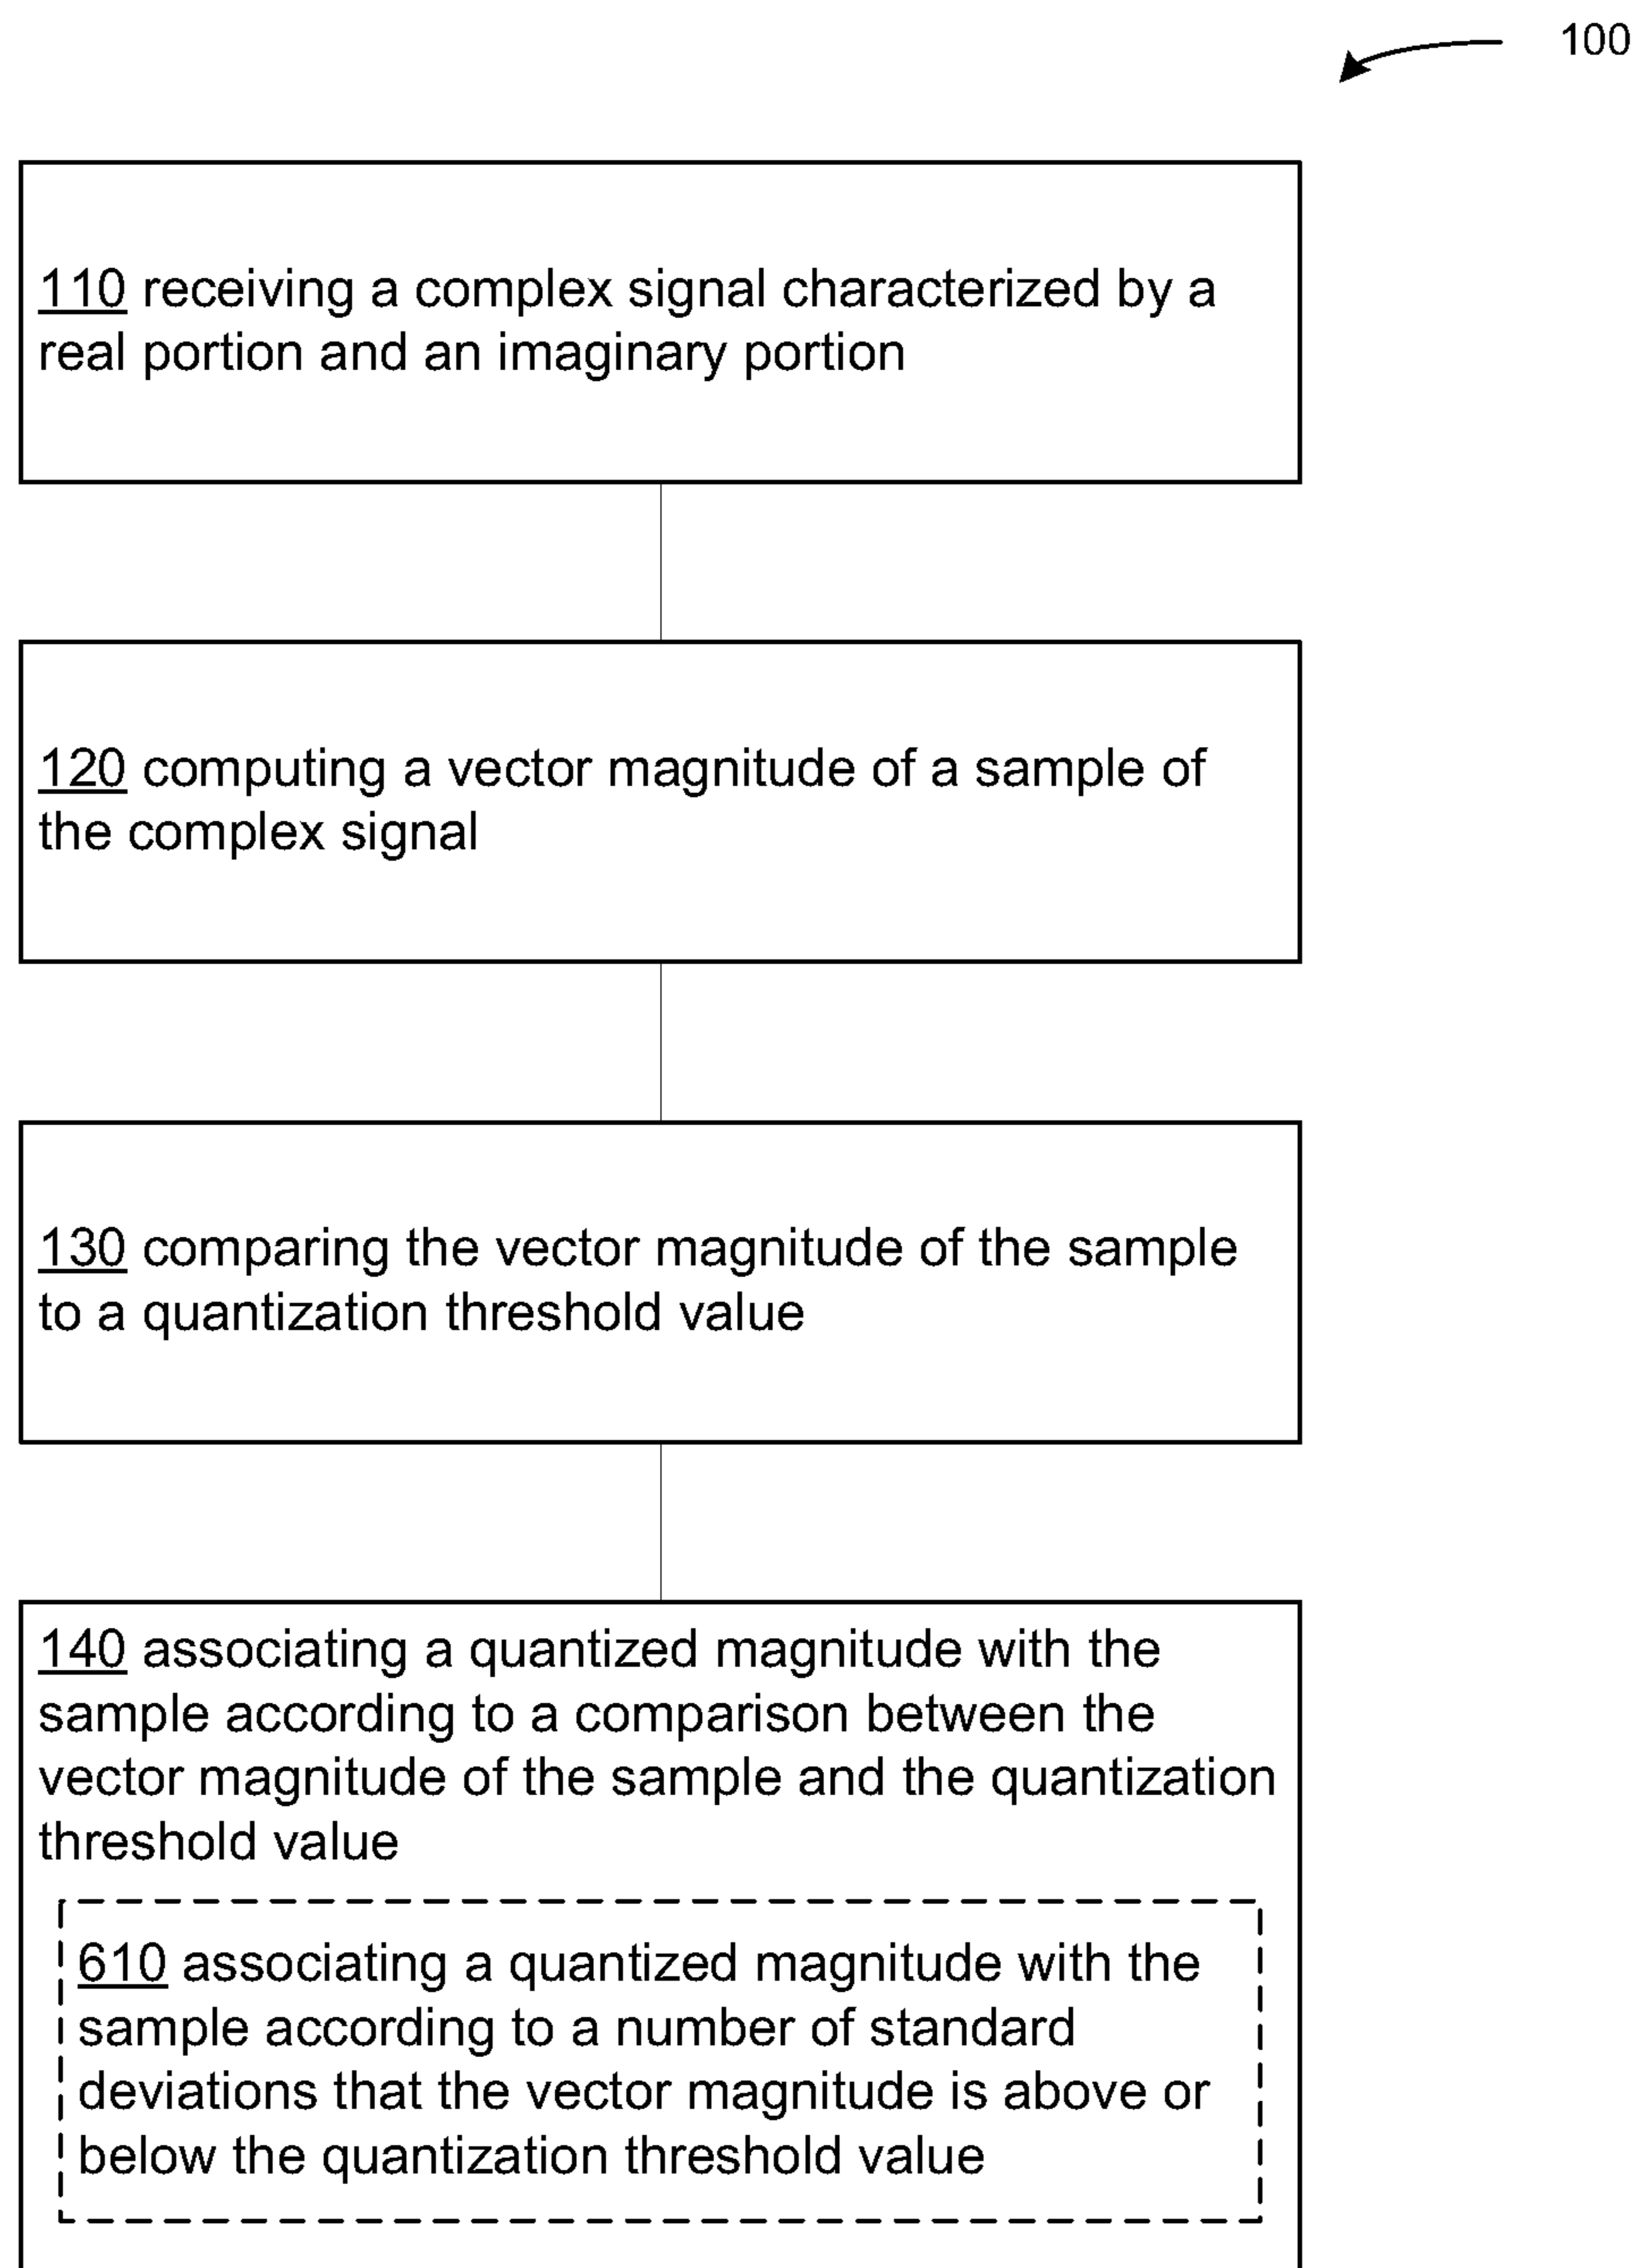 100
110 receiving a complex signal characterized by a
real portion and an imaginary portion
120 computing a vector magnitude of a sample of
the complex signal
130 comparing the vector magnitude of the sample
to a quantization threshold value
140 associating a quantized magnitude with the
sample according to a comparison between the
vector magnitude of the sample and the quantization
threshold value
610 associating a quantized magnitude with the
sample according to a number of standard
deviations that the vector magnitude is above or
below the quantization threshold value